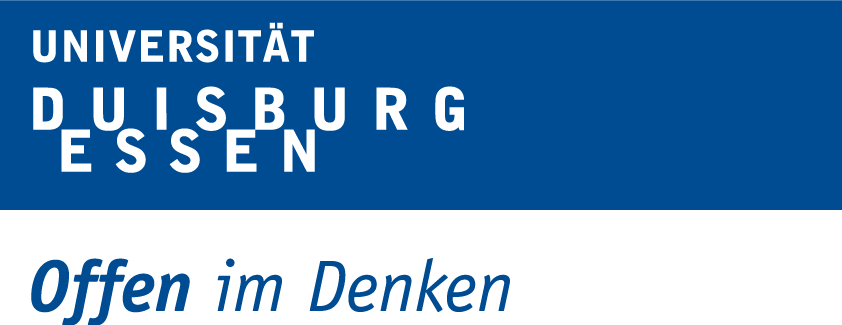 UNIVERSITÄT
DUISBURG
ESSEN
Offen im Denken